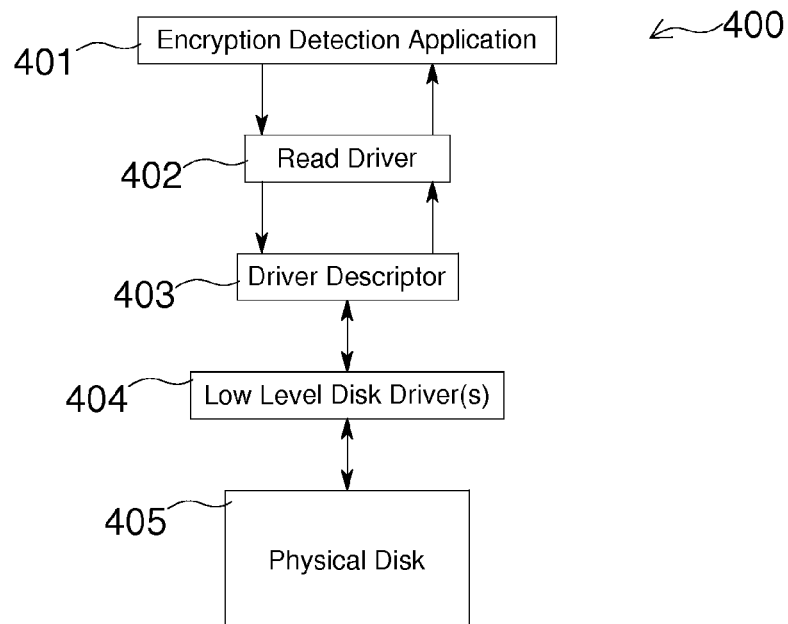 Encryption Detection Application
400
401
Read Driver
402
Driver Descriptor
403
Low Level Disk Driver(s)
404
405
Physical Disk